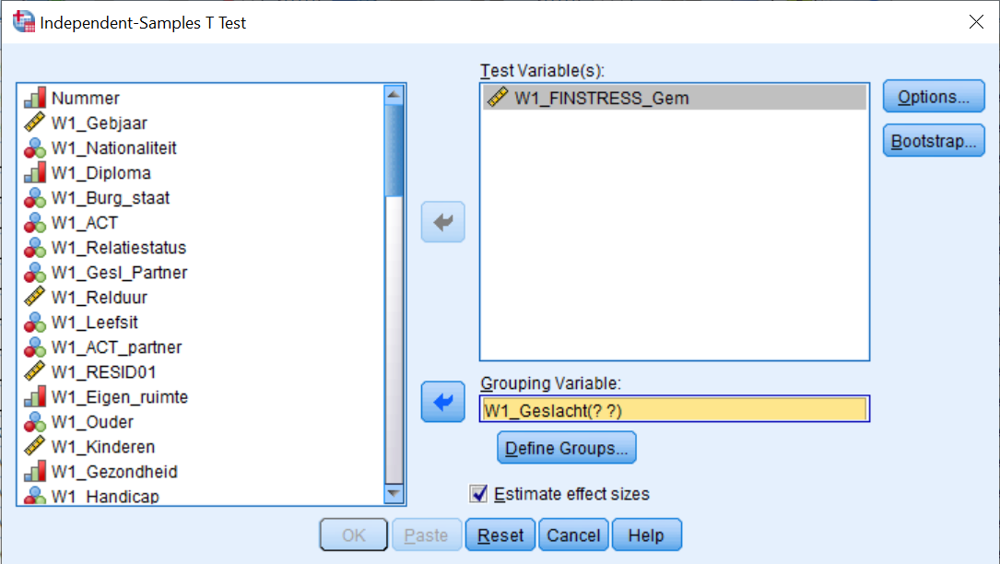 Independent-Samples T Test
Nummer
W1_Gebjaar
W1_Nationaliteit
W1_Diploma
W1_Burg_staat
W1_ACT
W1_Relatiestatus
W1_Gesl_Partner
W1_Relduur
W1_Leefsit
W1_ACT_partner
W1_RESID01
W1_Eigen_ruimte
W1_Ouder
W1_Kinderen
W1_Gezondheid
W1_Handicap
Test Variable(s):
W1_FINSTRESS_Gem
Options...
Bootstrap...
Grouping Variable:
W1_Geslacht(? ?)
Define Groups...
Estimate effect sizes
OK Paste Reset Cancel Help